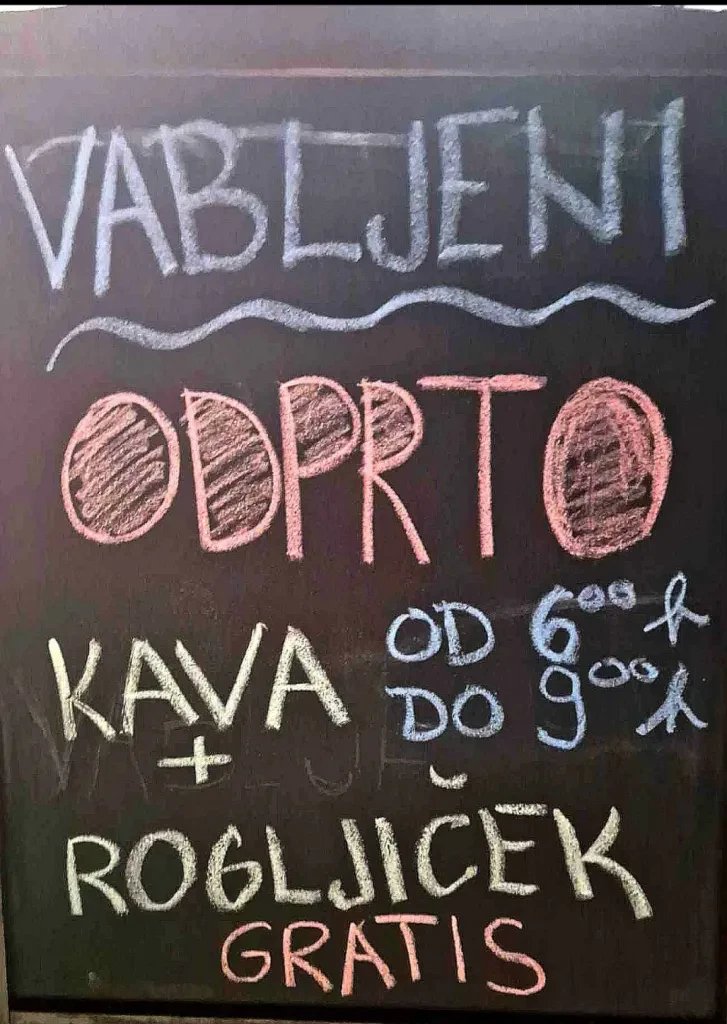 VABLJENI
ODPRTO
KAVA OD 6⁰⁰ h
DO 9⁰⁰ h
+
ROGLJIČEK
GRATIS